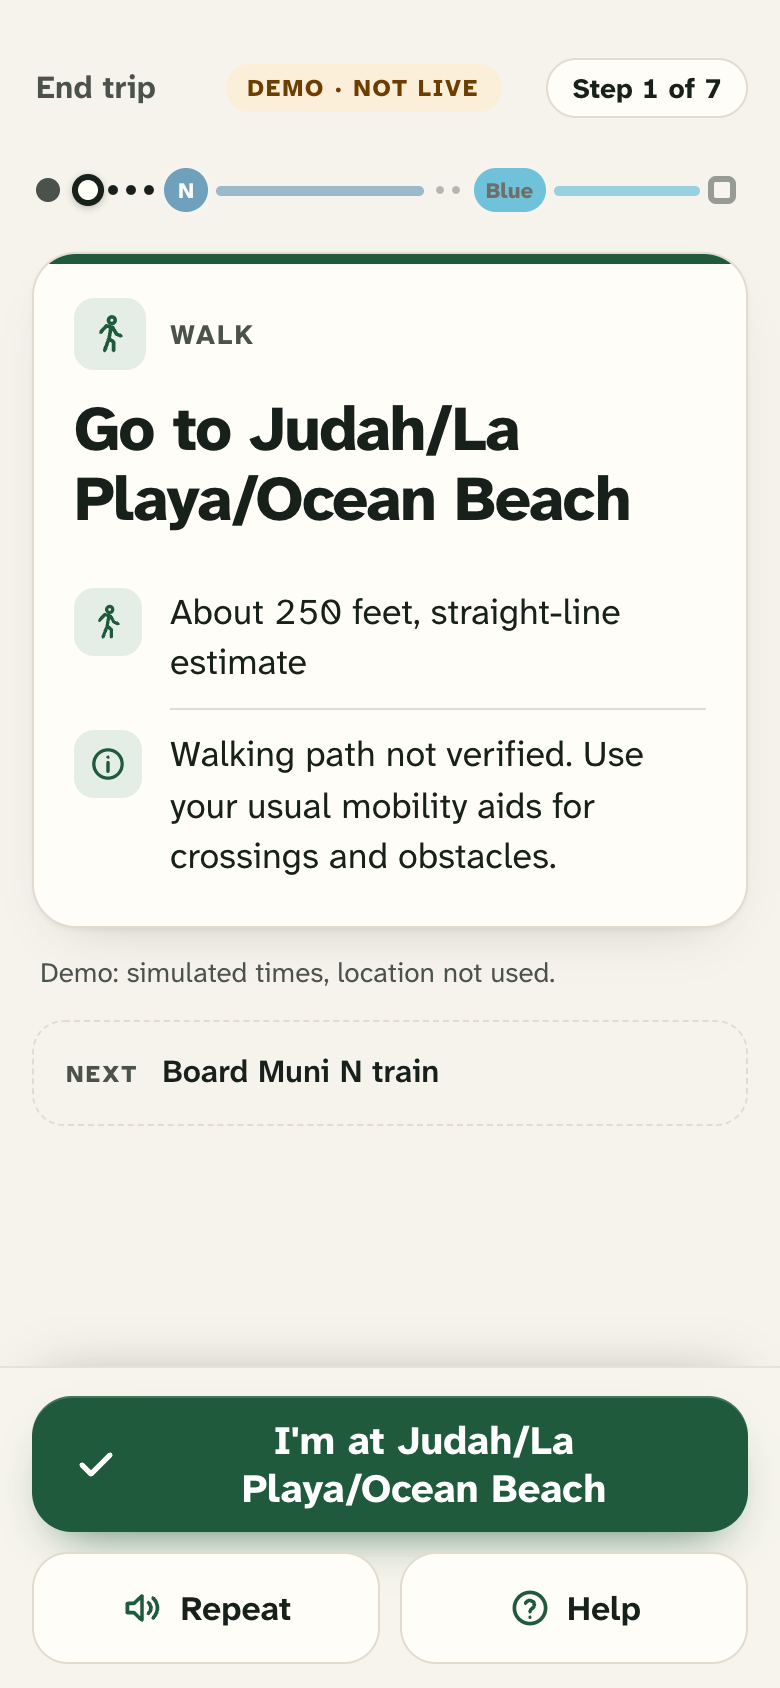 End trip
DEMO · NOT LIVE
Step 1 of 7
N
Blue
WALK
Go to Judah/La
Playa/Ocean Beach
About 250 feet, straight-line
estimate
Walking path not verified. Use
your usual mobility aids for
crossings and obstacles.
Demo: simulated times, location not used.
NEXT Board Muni N train
I'm at Judah/La
Playa/Ocean Beach
Repeat
Help